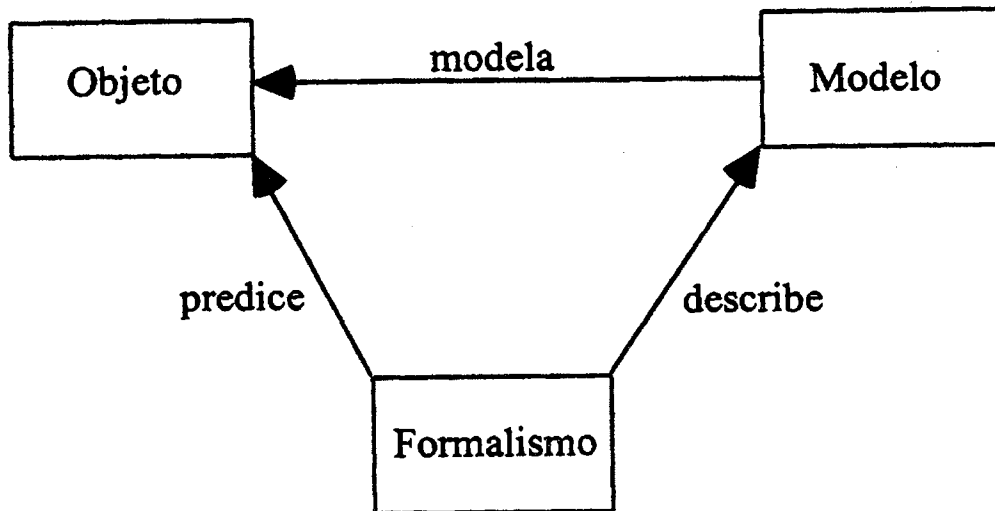 Objeto
modela
Modelo
predice
describe
Formalismo